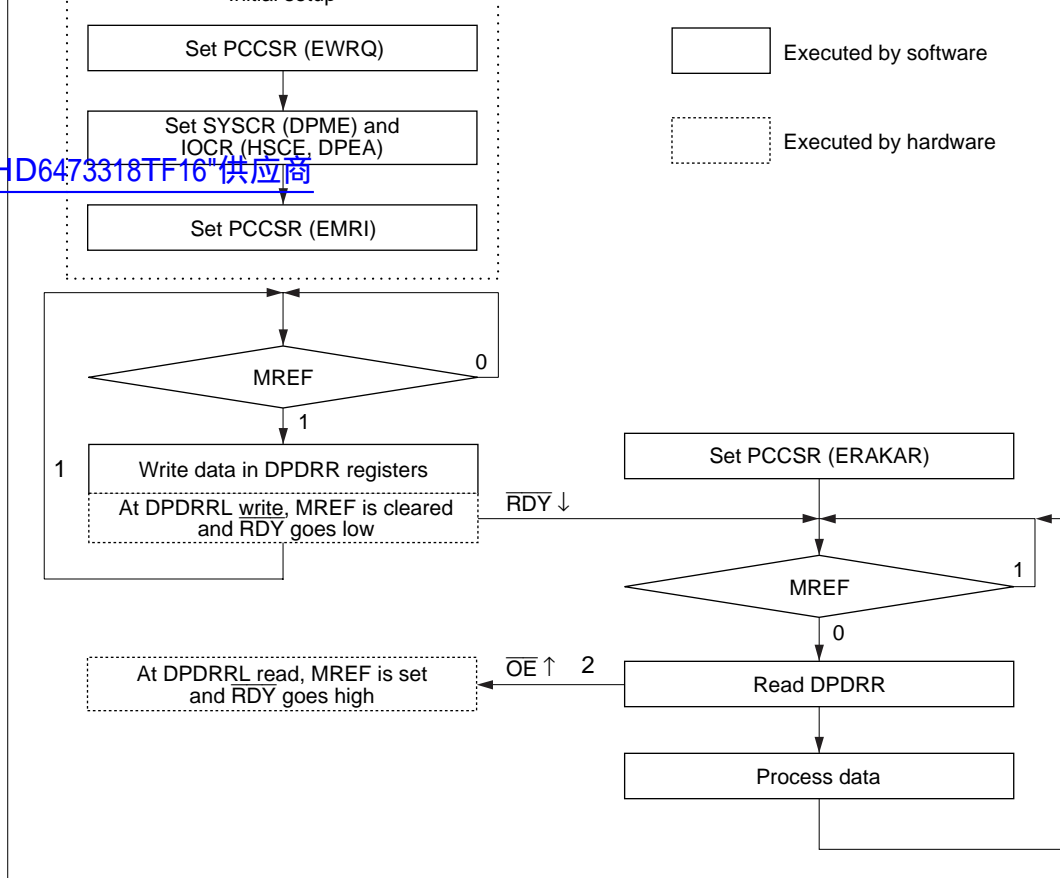 Initial setup
Set PCCSR (EWRQ)
Set SYSCR (DPME) and
IOCR (HSCE, DPEA)
HD6473318TF16"供应商
Set PCCSR (EMRI)
Executed by software
Executed by hardware
MREF
0
1
1
Write data in DPDRR registers
At DPDRRL write, MREF is cleared
and RDY goes low
RDY ↓
Set PCCSR (ERAKAR)
MREF
1
0
At DPDRRL read, MREF is set
and RDY goes high
OE ↑ 2
Read DPDRR
Process data